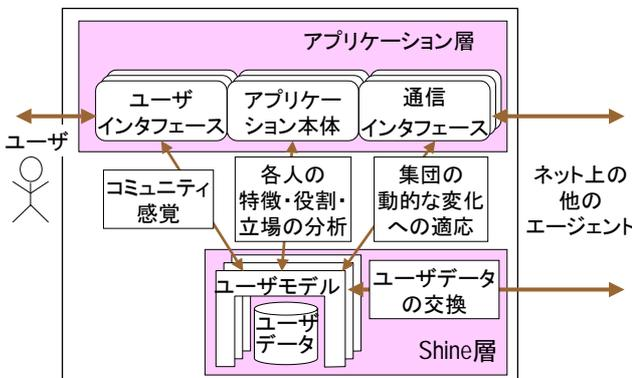 アプリケーション層
ユーザ
インタフェース
アプリケー
ション本体
通信
インタフェース
ユーザ
コミュニティ
感覚
各人の
特徴・役割・
立場の分析
集団の
動的な変化
への適応
ネット上の
他の
エージェント
ユーザモデル
ユーザ
データ
ユーザデータ
の交換
Shine層